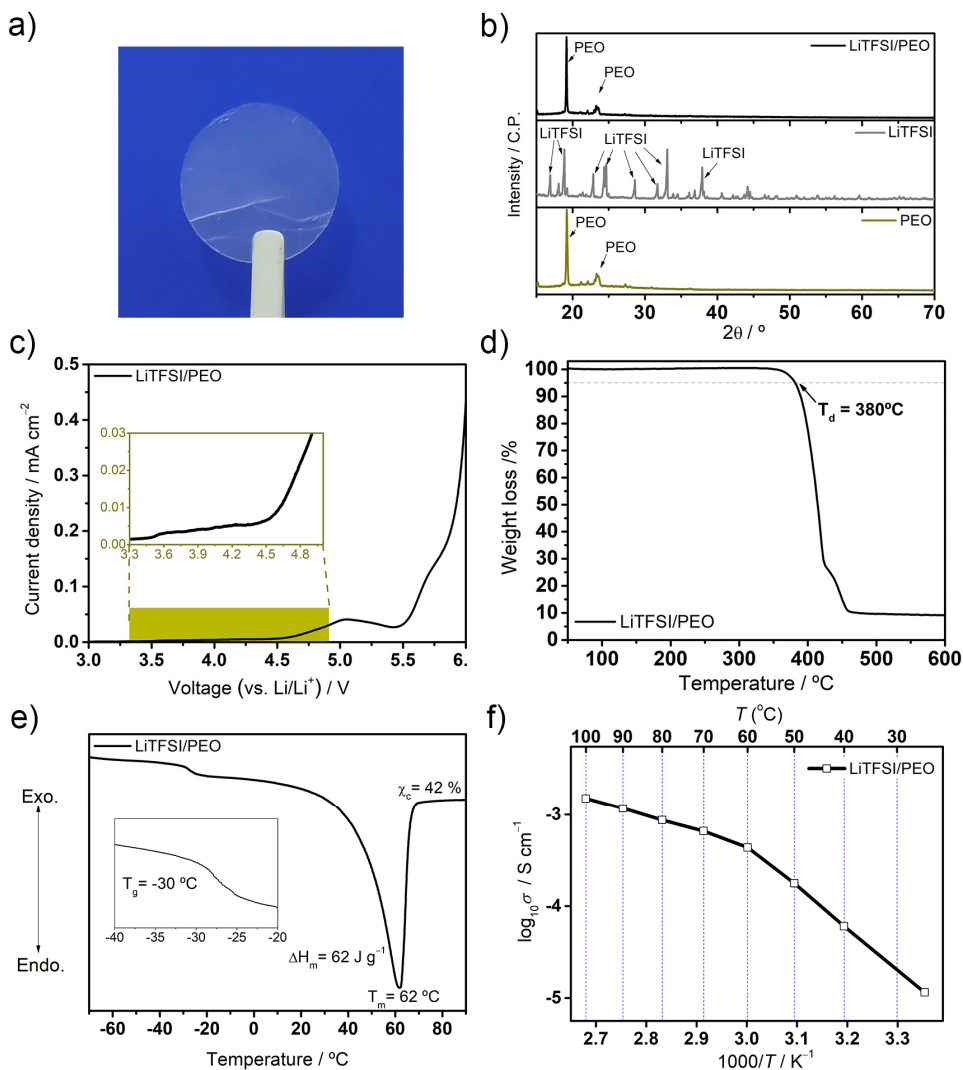 a)
b)
LiTFSI/PEO
PEO
PEO
LiTFSI
LiTFSI
LiTFSI
LiTFSI
PEO
PEO
PEO
Intensity / C.P.
20 30 40 50 60 70
2θ / º
c)
LiTFSI/PEO
0.5
0.4
0.3
0.2
0.1
0.0
Current density / mA cm⁻²
0.03
0.02
0.01
0.00
3.3 3.6 3.9 4.2 4.5 4.8
3.0 3.5 4.0 4.5 5.0 5.5 6.
Voltage (vs. Li/Li⁺) / V
d)
100
90
80
70
60
50
40
30
20
10
0
Weight loss /%
T_d = 380ºC
LiTFSI/PEO
100 200 300 400 500 600
Temperature / ºC
e)
LiTFSI/PEO
Exo.
Endo.
χ_c= 42 %
T_g= -30 ºC
-40 -35 -30 -25 -20
ΔH_m= 62 J g⁻¹
T_m= 62 ºC
-60 -40 -20 0 20 40 60 80
Temperature / ºC
f)
T (ºC)
100 90 80 70 60 50 40 30
LiTFSI/PEO
-3
-4
-5
log₁₀σ / S cm⁻¹
2.7 2.8 2.9 3.0 3.1 3.2 3.3
1000/T / K⁻¹